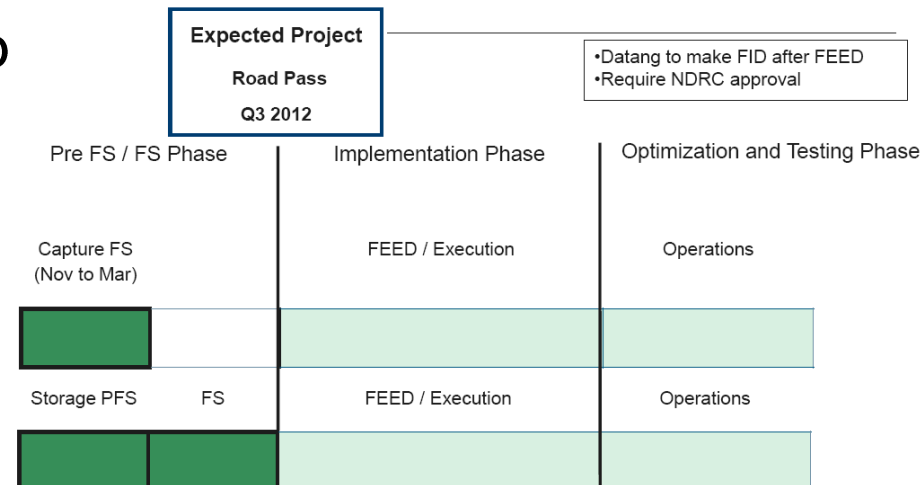 Expected Project
Road Pass
Q3 2012
•Datang to make FID after FEED
•Require NDRC approval
Pre FS / FS Phase
Implementation Phase
Optimization and Testing Phase
Capture FS
(Nov to Mar)
FEED / Execution
Operations
Storage PFS
FS
FEED / Execution
Operations